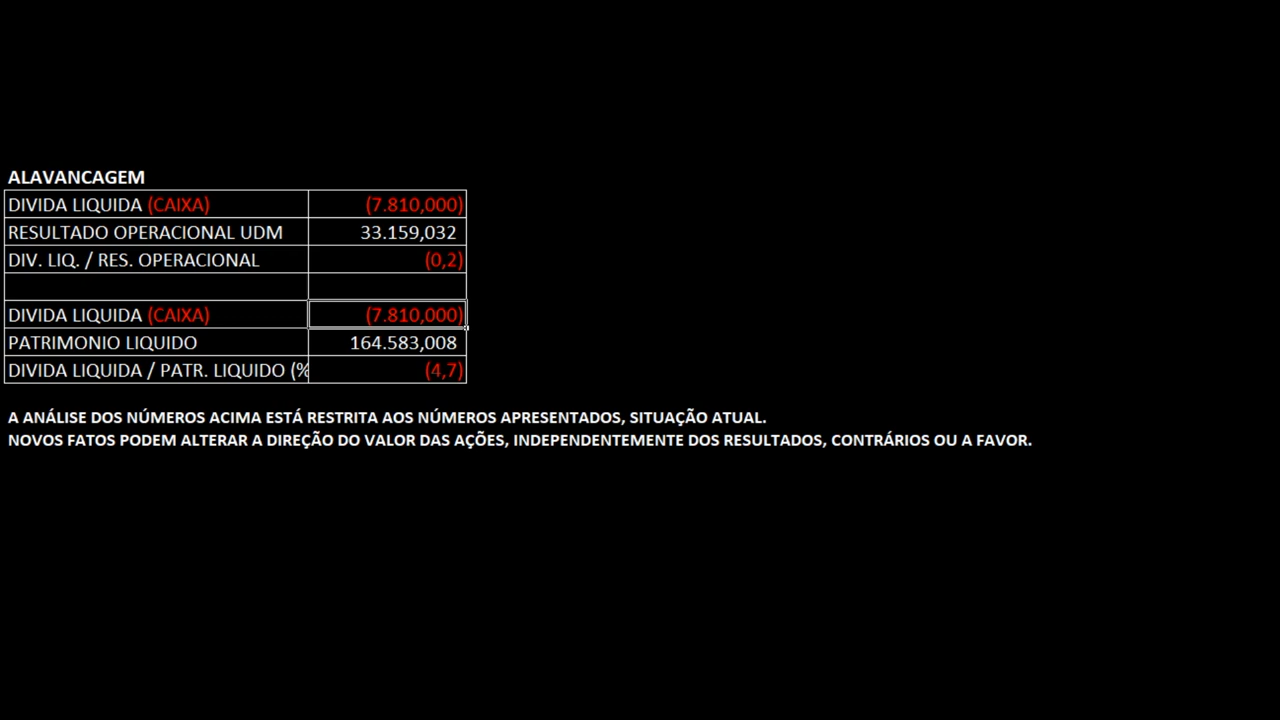 ALAVANCAGEM
DIVIDA LIQUIDA (CAIXA) (7.810,000)
RESULTADO OPERACIONAL UDM 33.159,032
DIV. LIQ. / RES. OPERACIONAL (0,2)
DIVIDA LIQUIDA (CAIXA) (7.810,000)
PATRIMONIO LIQUIDO 164.583,008
DIVIDA LIQUIDA / PATR. LIQUIDO (% (4,7)
A ANÁLISE DOS NÚMEROS ACIMA ESTÁ RESTRITA AOS NÚMEROS APRESENTADOS, SITUAÇÃO ATUAL.
NOVOS FATOS PODEM ALTERAR A DIREÇÃO DO VALOR DAS AÇÕES, INDEPENDENTEMENTE DOS RESULTADOS, CONTRÁRIOS OU A FAVOR.